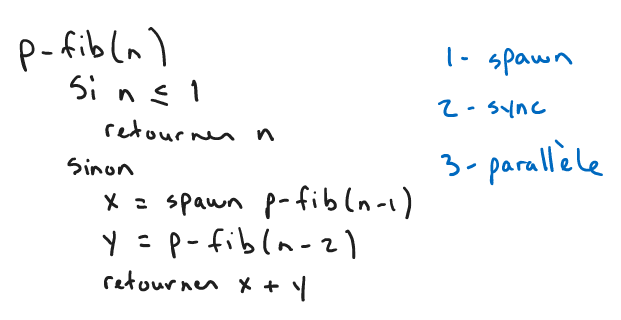 p-fib(n)
Si n ≤ 1
retourner n
sinon
x = spawn p-fib(n-1)
y = p-fib(n-2)
retourner x + y
1- spawn
2 - sync
3- parallèle